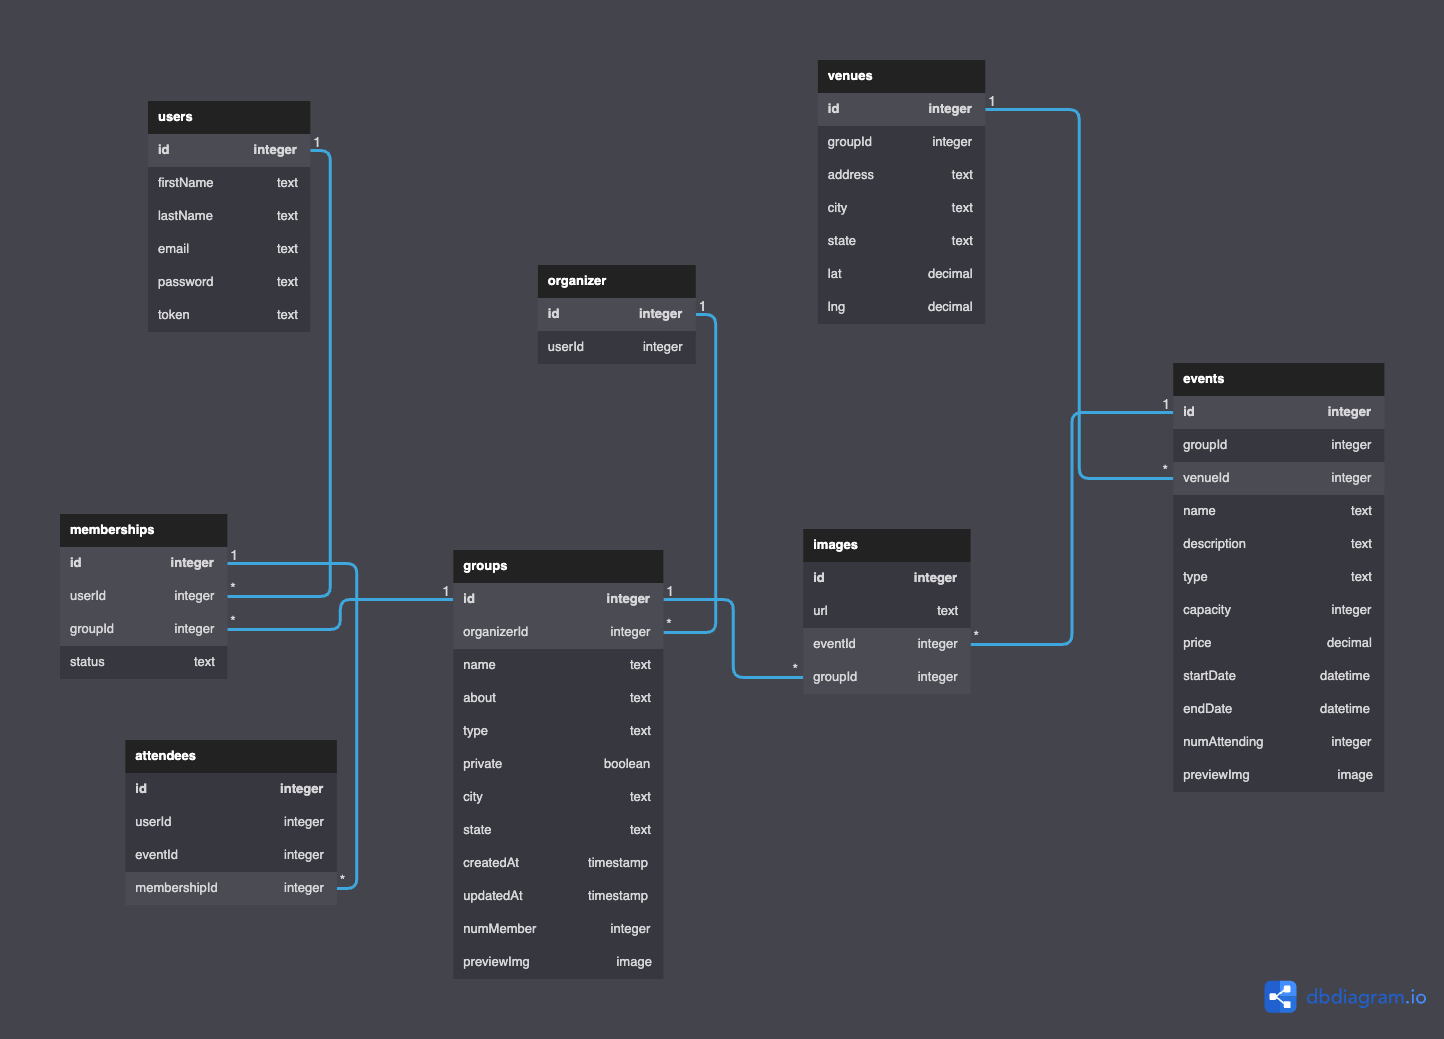 users
id integer
firstName text
lastName text
email text
password text
token text
organizer
id integer
userId integer
venues
id integer
groupId integer
address text
city text
state text
lat decimal
lng decimal
events
id integer
groupId integer
venueId integer
name text
description text
type text
capacity integer
price decimal
startDate datetime
endDate datetime
numAttending integer
previewImg image
memberships
id integer
userId integer
groupId integer
status text
attendees
id integer
userId integer
eventId integer
membershipId integer
groups
id integer
organizerId integer
name text
about text
type text
private boolean
city text
state text
createdAt timestamp
updatedAt timestamp
numMember integer
previewImg image
images
id integer
url text
eventId integer
groupId integer
1
1
1
1
*
1
*
*
1
1
*
*
*
*
dbdiagram.io